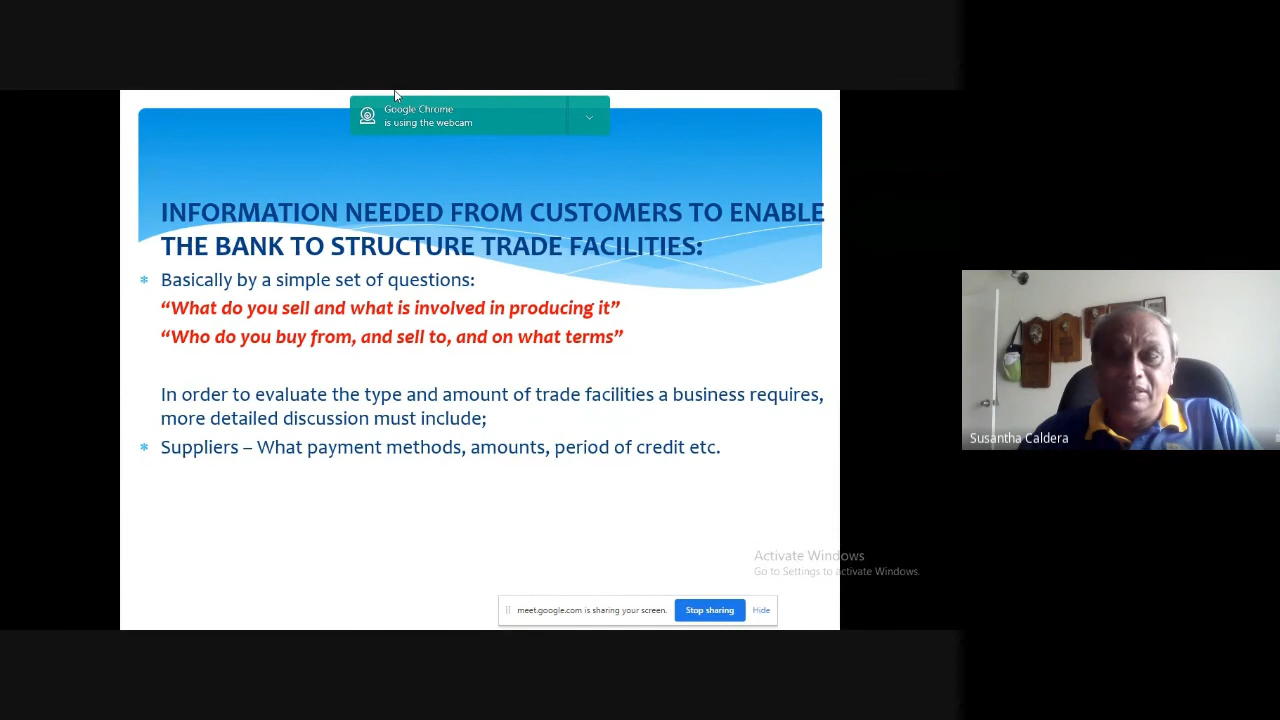 Google Chrome
is using the webcam
INFORMATION NEEDED FROM CUSTOMERS TO ENABLE
THE BANK TO STRUCTURE TRADE FACILITIES:
Basically by a simple set of questions:
“What do you sell and what is involved in producing it”
“Who do you buy from, and sell to, and on what terms”
In order to evaluate the type and amount of trade facilities a business requires,
more detailed discussion must include;
Suppliers – What payment methods, amounts, period of credit etc.
Susantha Caldera
Activate Windows
Go to Settings to activate Windows.
meet.google.com is sharing your screen.
Stop sharing
Hide